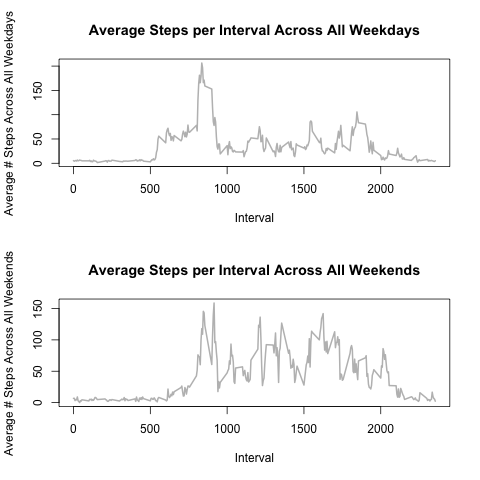 Average Steps per Interval Across All Weekdays
Average # Steps Across All Weekdays
150
50
0
0 500 1000 1500 2000
Interval
Average Steps per Interval Across All Weekends
Average # Steps Across All Weekends
150
100
50
0
0 500 1000 1500 2000
Interval